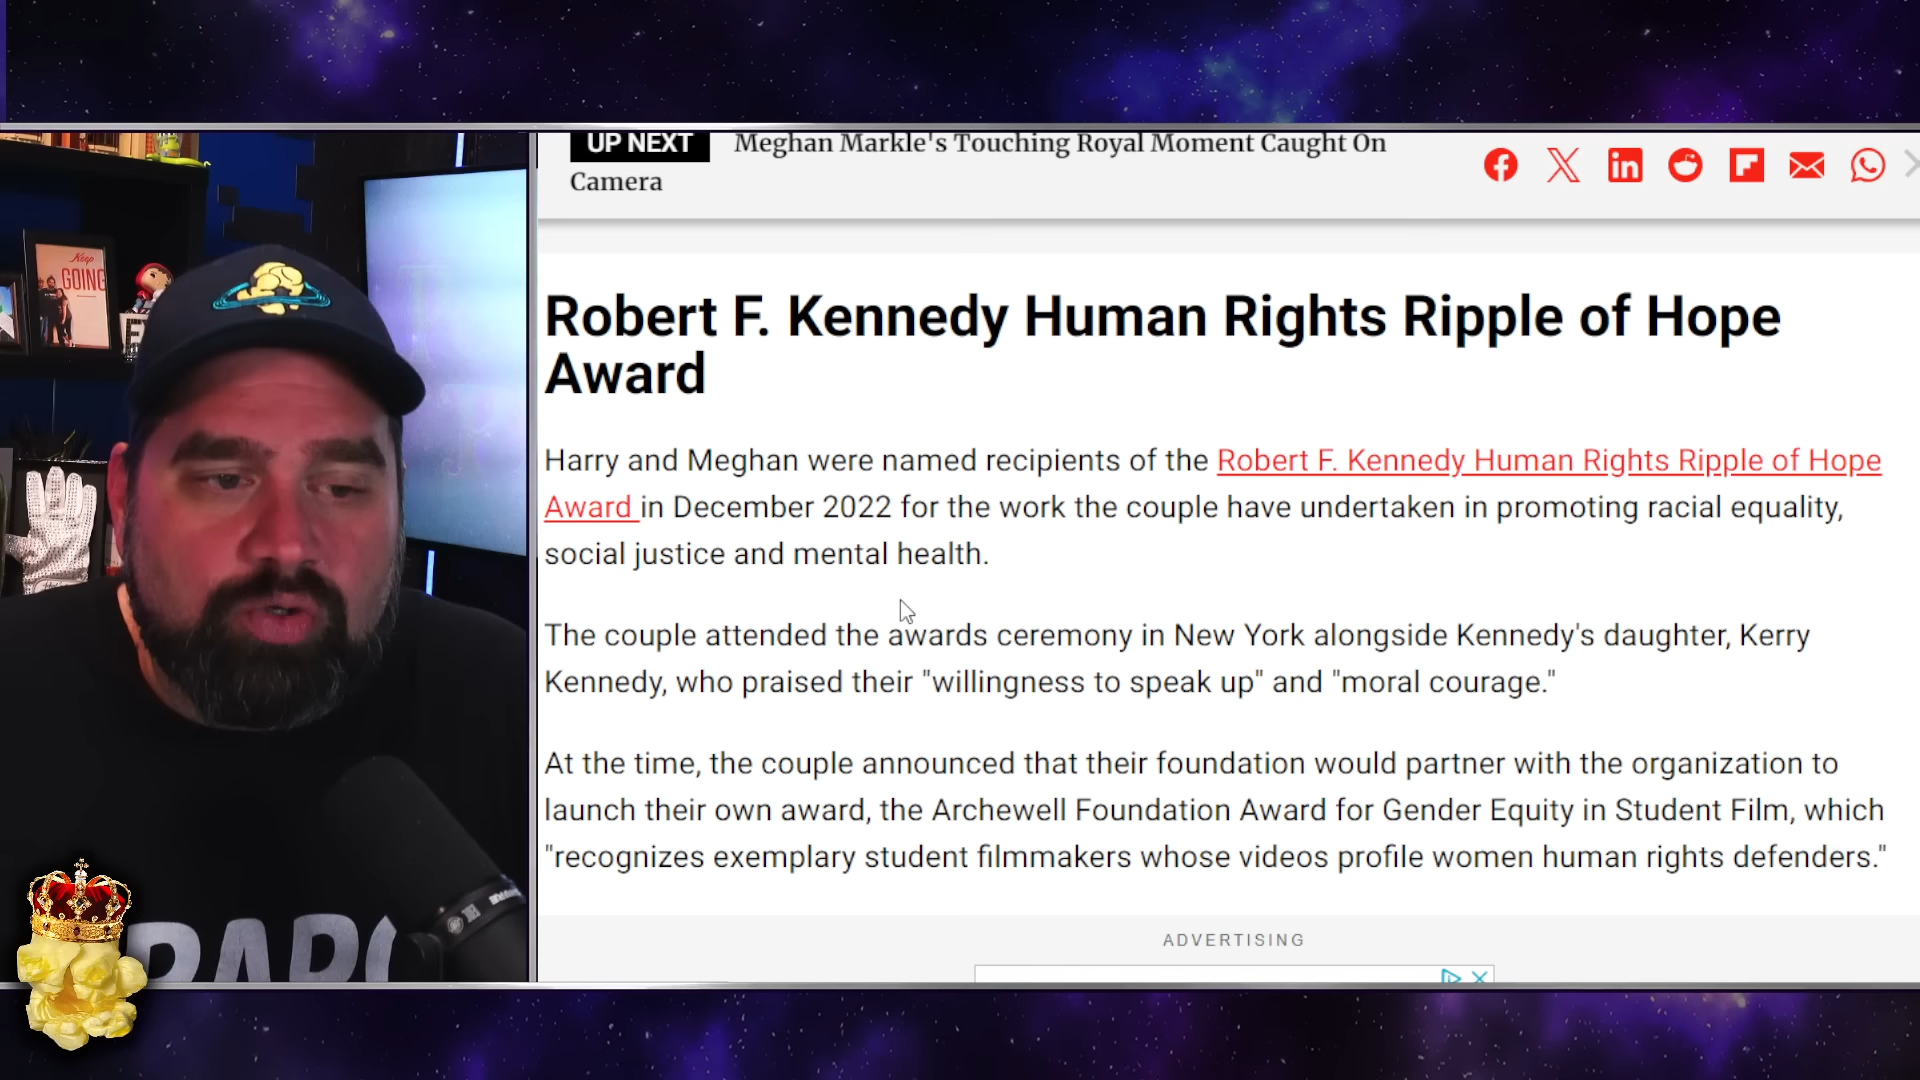 UP NEXT Meghan Markle's Touching Royal Moment Caught On
Camera
Keep
GOING
Robert F. Kennedy Human Rights Ripple of Hope
Award
Harry and Meghan were named recipients of the Robert F. Kennedy Human Rights Ripple of Hope
Award in December 2022 for the work the couple have undertaken in promoting racial equality,
social justice and mental health.
The couple attended the awards ceremony in New York alongside Kennedy's daughter, Kerry
Kennedy, who praised their "willingness to speak up" and "moral courage."
At the time, the couple announced that their foundation would partner with the organization to
launch their own award, the Archewell Foundation Award for Gender Equity in Student Film, which
"recognizes exemplary student filmmakers whose videos profile women human rights defenders."
ADVERTISING